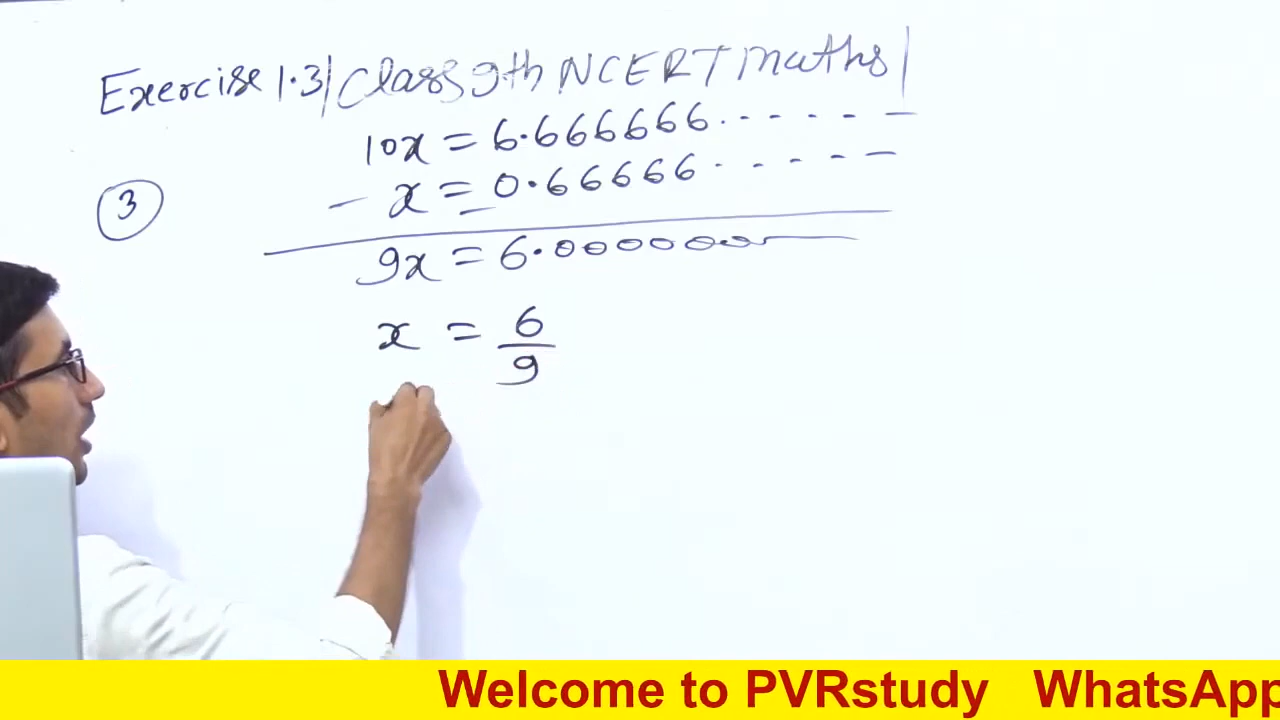 Exercise 1.3| Class 9th NCERT Maths|
10x = 6.666666.......
③
- x = 0.66666......
9x = 6.0000000
x = 6/9
Welcome to PVRstudy WhatsApp